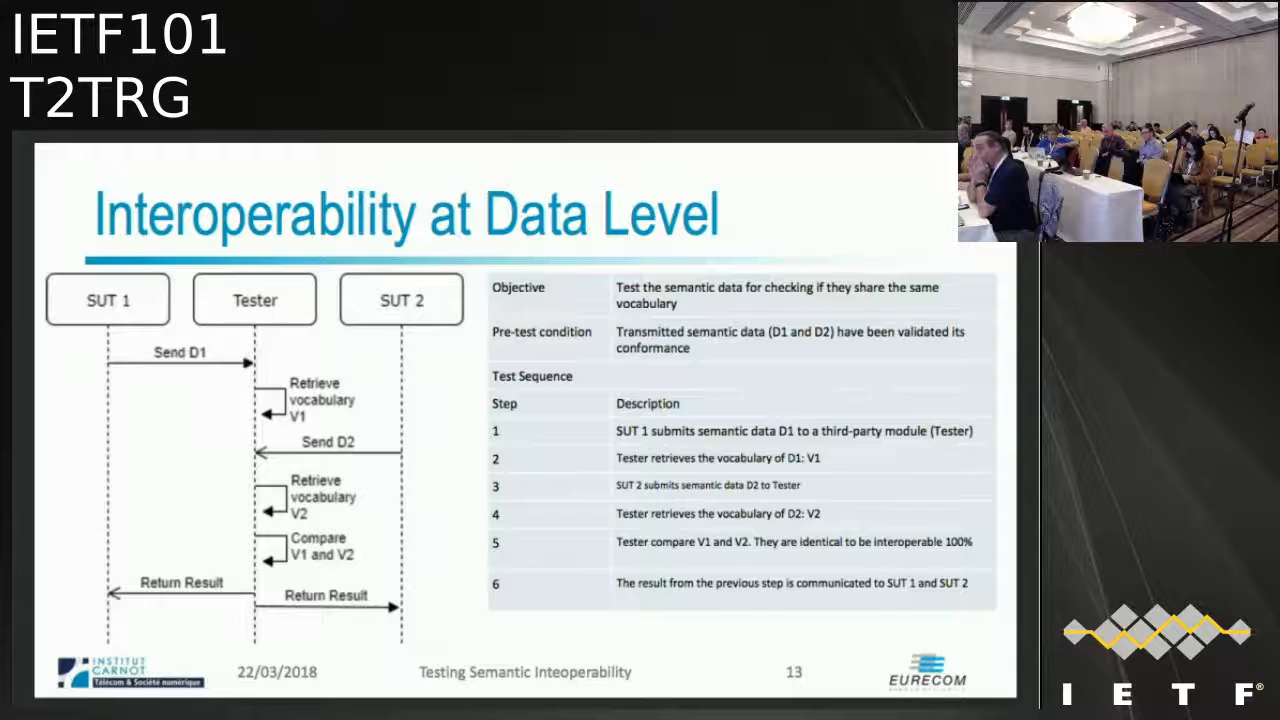 IETF101
T2TRG
Interoperability at Data Level
SUT 1
Tester
SUT 2
Send D1
Retrieve
vocabulary
V1
Send D2
Retrieve
vocabulary
V2
Compare
V1 and V2
Return Result
Return Result
Objective
Test the semantic data for checking if they share the
vocabulary
Pre-test condition
Transmitted semantic data (D1 and D2) have been validated its
conformance
Test Sequence
Step
Description
1
SUT 1 submits semantic data D1 to a third-party module (Tester)
2
Tester retrieves the vocabulary of D1: V1
3
SUT 2 submits semantic data D2 to Tester
4
Tester retrieves the vocabulary of D2: V2
5
Tester compare V1 and V2. They are identical to be interoperable 100%
6
The result from the previous step is communicated to SUT 1 and SUT 2
INSTITUT
CARNOT
Télécom & Société numérique
22/03/2018
Testing Semantic Inteoperability
13
EURECOM
I E T F®